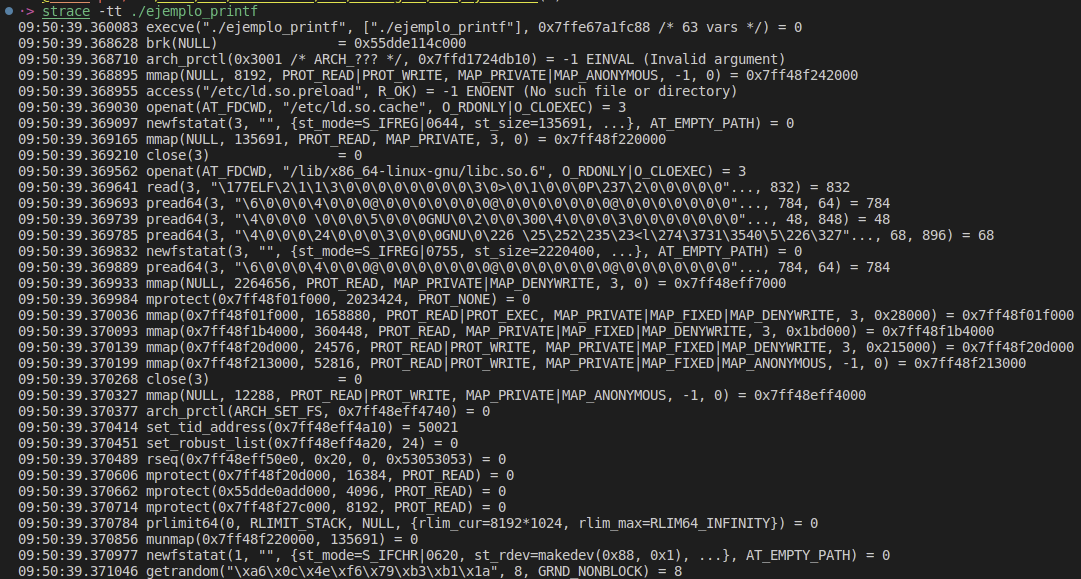 -> strace -tt ./ejemplo_printf
09:50:39.360083 execve("./ejemplo_printf", ["./ejemplo_printf"], 0x7ffe67a1fc88 /* 63 vars */) = 0
09:50:39.368628 brk(NULL) = 0x55dde114c000
09:50:39.368710 arch_prctl(0x3001 /* ARCH_??? */, 0x7ffd1724db10) = -1 EINVAL (Invalid argument)
09:50:39.368895 mmap(NULL, 8192, PROT_READ|PROT_WRITE, MAP_PRIVATE|MAP_ANONYMOUS, -1, 0) = 0x7ff48f242000
09:50:39.368955 access("/etc/ld.so.preload", R_OK) = -1 ENOENT (No such file or directory)
09:50:39.369030 openat(AT_FDCWD, "/etc/ld.so.cache", O_RDONLY|O_CLOEXEC) = 3
09:50:39.369097 newfstatat(3, "", {st_mode=S_IFREG|0644, st_size=135691, ...}, AT_EMPTY_PATH) = 0
09:50:39.369165 mmap(NULL, 135691, PROT_READ, MAP_PRIVATE, 3, 0) = 0x7ff48f220000
09:50:39.369210 close(3) = 0
09:50:39.369562 openat(AT_FDCWD, "/lib/x86_64-linux-gnu/libc.so.6", O_RDONLY|O_CLOEXEC) = 3
09:50:39.369641 read(3, "\177ELF\2\1\1\3\0\0\0\0\0\0\0\0\3\0>\0\1\0\0\0P\237\2\0\0\0\0\0"..., 832) = 832
09:50:39.369693 pread64(3, "\6\0\0\0\4\0\0\0@\0\0\0\0\0\0\0@\0\0\0\0\0\0\0@\0\0\0\0\0\0\0"..., 784, 64) = 784
09:50:39.369739 pread64(3, "\4\0\0\0 \0\0\0\5\0\0\0GNU\0\2\0\0\300\4\0\0\0\3\0\0\0\0\0\0\0"..., 48, 848) = 48
09:50:39.369785 pread64(3, "\4\0\0\0\24\0\0\0\3\0\0\0GNU\0\226 \25\252\235\23<l\274\3731\3540\5\226\327"..., 68, 896) = 68
09:50:39.369832 newfstatat(3, "", {st_mode=S_IFREG|0755, st_size=2220400, ...}, AT_EMPTY_PATH) = 0
09:50:39.369889 pread64(3, "\6\0\0\0\4\0\0\0@\0\0\0\0\0\0\0@\0\0\0\0\0\0\0@\0\0\0\0\0\0\0"..., 784, 64) = 784
09:50:39.369933 mmap(NULL, 2264656, PROT_READ, MAP_PRIVATE|MAP_DENYWRITE, 3, 0) = 0x7ff48eff7000
09:50:39.369984 mprotect(0x7ff48f01f000, 2023424, PROT_NONE) = 0
09:50:39.370036 mmap(0x7ff48f01f000, 1658880, PROT_READ|PROT_EXEC, MAP_PRIVATE|MAP_FIXED|MAP_DENYWRITE, 3, 0x28000) = 0x7ff48f01f000
09:50:39.370093 mmap(0x7ff48f1b4000, 360448, PROT_READ, MAP_PRIVATE|MAP_FIXED|MAP_DENYWRITE, 3, 0x1bd000) = 0x7ff48f1b4000
09:50:39.370139 mmap(0x7ff48f20d000, 24576, PROT_READ|PROT_WRITE, MAP_PRIVATE|MAP_FIXED|MAP_DENYWRITE, 3, 0x215000) = 0x7ff48f20d000
09:50:39.370199 mmap(0x7ff48f213000, 52816, PROT_READ|PROT_WRITE, MAP_PRIVATE|MAP_FIXED|MAP_ANONYMOUS, -1, 0) = 0x7ff48f213000
09:50:39.370268 close(3) = 0
09:50:39.370327 mmap(NULL, 12288, PROT_READ|PROT_WRITE, MAP_PRIVATE|MAP_ANONYMOUS, -1, 0) = 0x7ff48eff4000
09:50:39.370377 arch_prctl(ARCH_SET_FS, 0x7ff48eff4740) = 0
09:50:39.370414 set_tid_address(0x7ff48eff4a10) = 50021
09:50:39.370451 set_robust_list(0x7ff48eff4a20, 24) = 0
09:50:39.370489 rseq(0x7ff48eff50e0, 0x20, 0, 0x53053053) = 0
09:50:39.370606 mprotect(0x7ff48f20d000, 16384, PROT_READ) = 0
09:50:39.370662 mprotect(0x55dde0add000, 4096, PROT_READ) = 0
09:50:39.370714 mprotect(0x7ff48f27c000, 8192, PROT_READ) = 0
09:50:39.370784 prlimit64(0, RLIMIT_STACK, NULL, {rlim_cur=8192*1024, rlim_max=RLIM64_INFINITY}) = 0
09:50:39.370856 munmap(0x7ff48f220000, 135691) = 0
09:50:39.370977 newfstatat(1, "", {st_mode=S_IFCHR|0620, st_rdev=makedev(0x88, 0x1), ...}, AT_EMPTY_PATH) = 0
09:50:39.371046 getrandom("\xa6\x0c\x4e\xf6\x79\xb3\xb1\x1a", 8, GRND_NONBLOCK) = 8